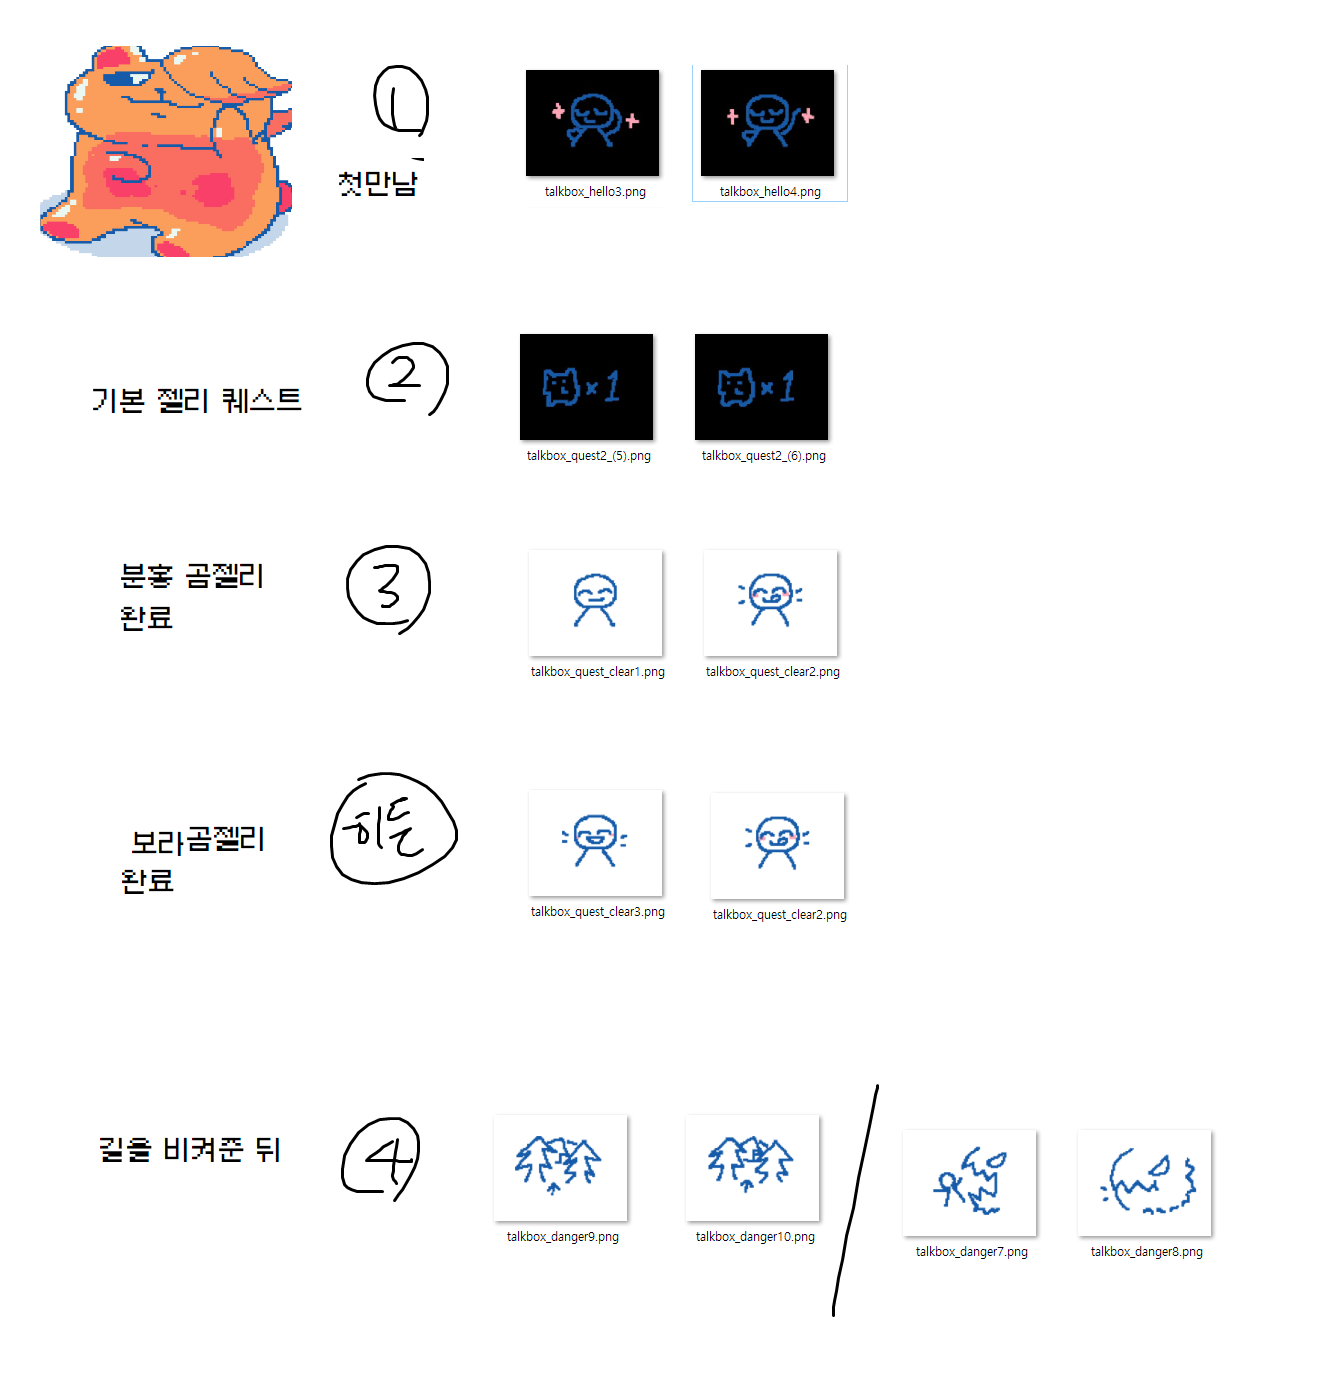 1
첫만남
talkbox_hello3.png
talkbox_hello4.png
기본 젤리 퀘스트
2
×1
×1
talkbox_quest2_(5).png
talkbox_quest2_(6).png
분홍 곰젤리
완료
3
talkbox_quest_clear1.png
talkbox_quest_clear2.png
보라곰젤리
완료
히든
talkbox_quest_clear3.png
talkbox_quest_clear2.png
길을 비켜준 뒤
4
talkbox_danger9.png
talkbox_danger10.png
talkbox_danger7.png
talkbox_danger8.png